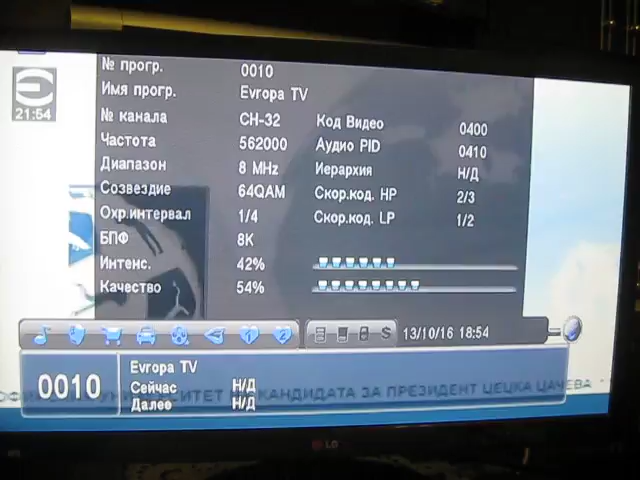 21:54
№ прогр. 0010
Имя прогр. Evropa TV
№ канала CH-32
Частота 562000
Диапазон 8 MHz
Созвездие 64QAM
Охр.интервал 1/4
БПФ 8K
Интенс. 42%
Качество 54%
Код Видео 0400
Аудио PID 0410
Иерархия Н/Д
Скор.код. HP 2/3
Скор.код. LP 1/2
1 2 $ 13/10/16 18:54
0010
Evropa TV
Сейчас Н/Д
Далее Н/Д
КАНДИДАТА ЗА ПРЕЗИДЕНТ ЦЕЦКА ЦАЧЕВА
LG